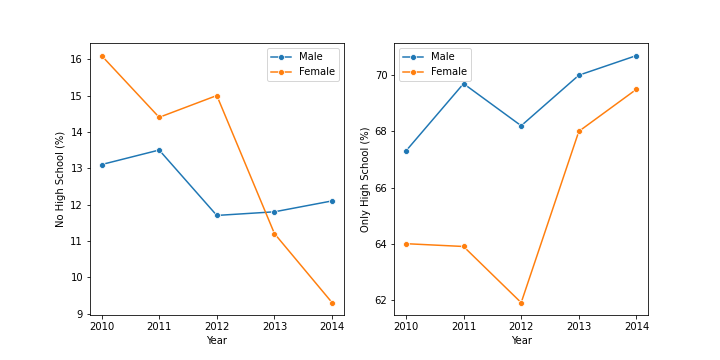 No High School (%)
16
15
14
13
12
11
10
9
Male
Female
2010 2011 2012 2013 2014
Year
Only High School (%)
70
68
66
64
62
Male
Female
2010 2011 2012 2013 2014
Year